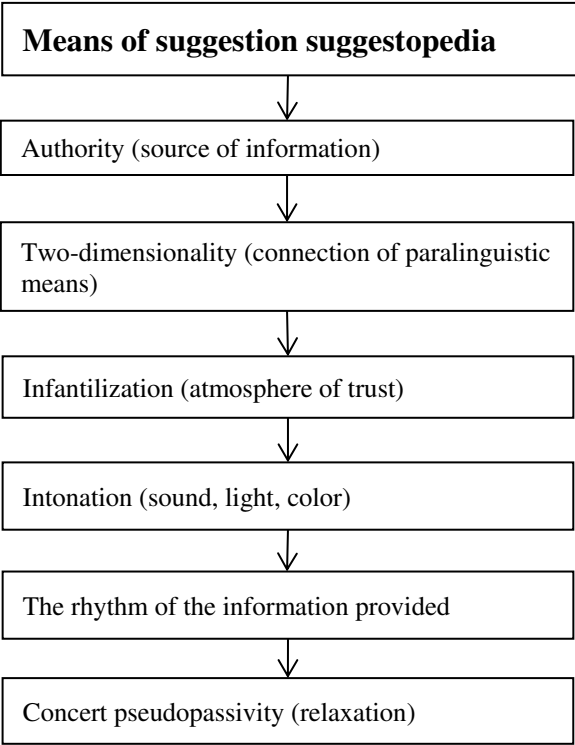 Means of suggestion suggestopedia
Authority (source of information)
Two-dimensionality (connection of paralinguistic
means)
Infantilization (atmosphere of trust)
Intonation (sound, light, color)
The rhythm of the information provided
Concert pseudopassivity (relaxation)